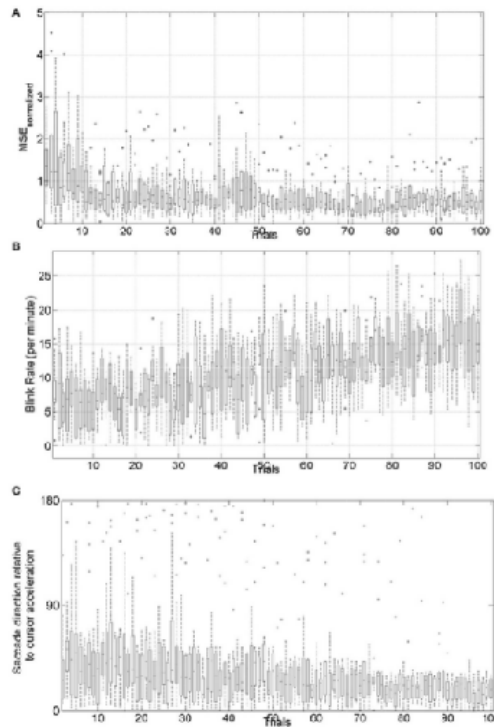 A
5
4
3
2
1
0
MSE normalized
10 20 30 40 50 60 70 80 90 100
Trials
B
25
20
15
10
5
0
Blink Rate (per minute)
10 20 30 40 50 60 70 80 90 100
Trials
C
180
90
0
Saccade direction relative
to cursor acceleration
10 20 30 40 50 60 70 80 90 100
Trials